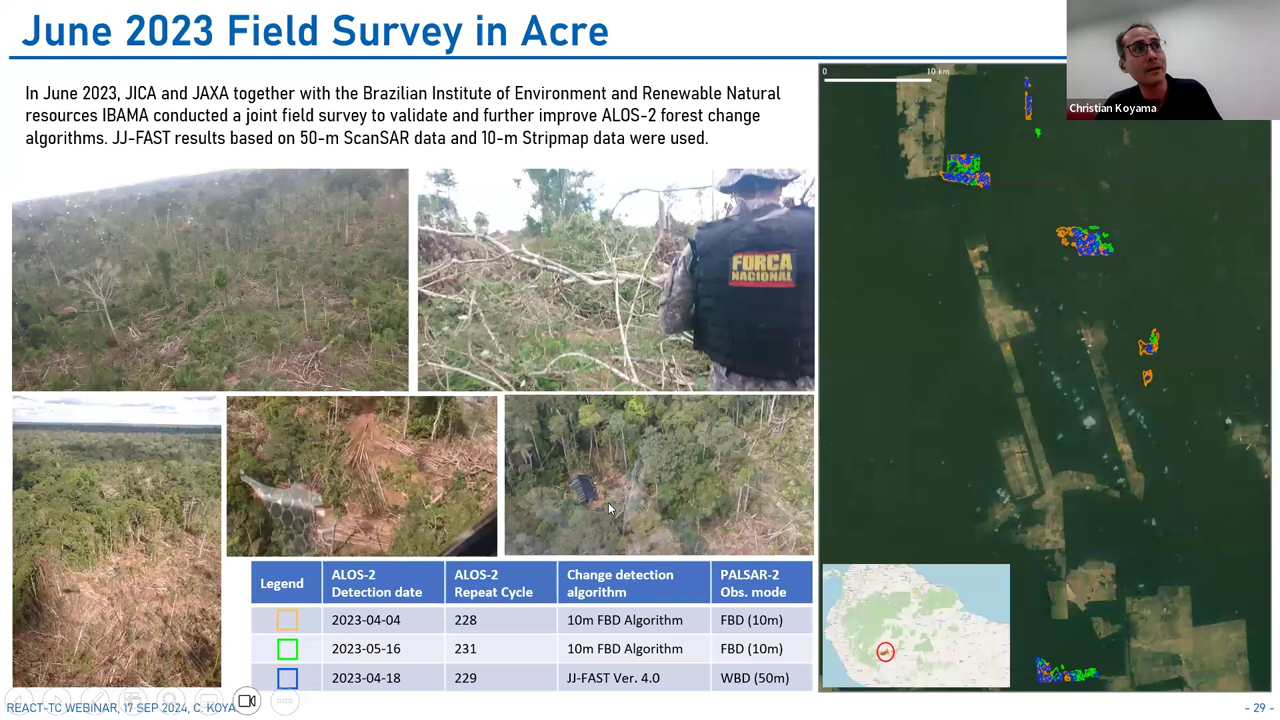 June 2023 Field Survey in Acre
In June 2023, JICA and JAXA together with the Brazilian Institute of Environment and Renewable Natural
resources IBAMA conducted a joint field survey to validate and further improve ALOS-2 forest change
algorithms. JJ-FAST results based on 50-m ScanSAR data and 10-m Stripmap data were used.
Christian Koyama
0 10 km
FORÇA
NACIONAL
Legend ALOS-2 Detection date ALOS-2 Repeat Cycle Change detection algorithm PALSAR-2 Obs. mode
2023-04-04 228 10m FBD Algorithm FBD (10m)
2023-05-16 231 10m FBD Algorithm FBD (10m)
2023-04-18 229 JJ-FAST Ver. 4.0 WBD (50m)
REACT-TC WEBINAR, 17 SEP 2024, C. KOYA
- 29 -